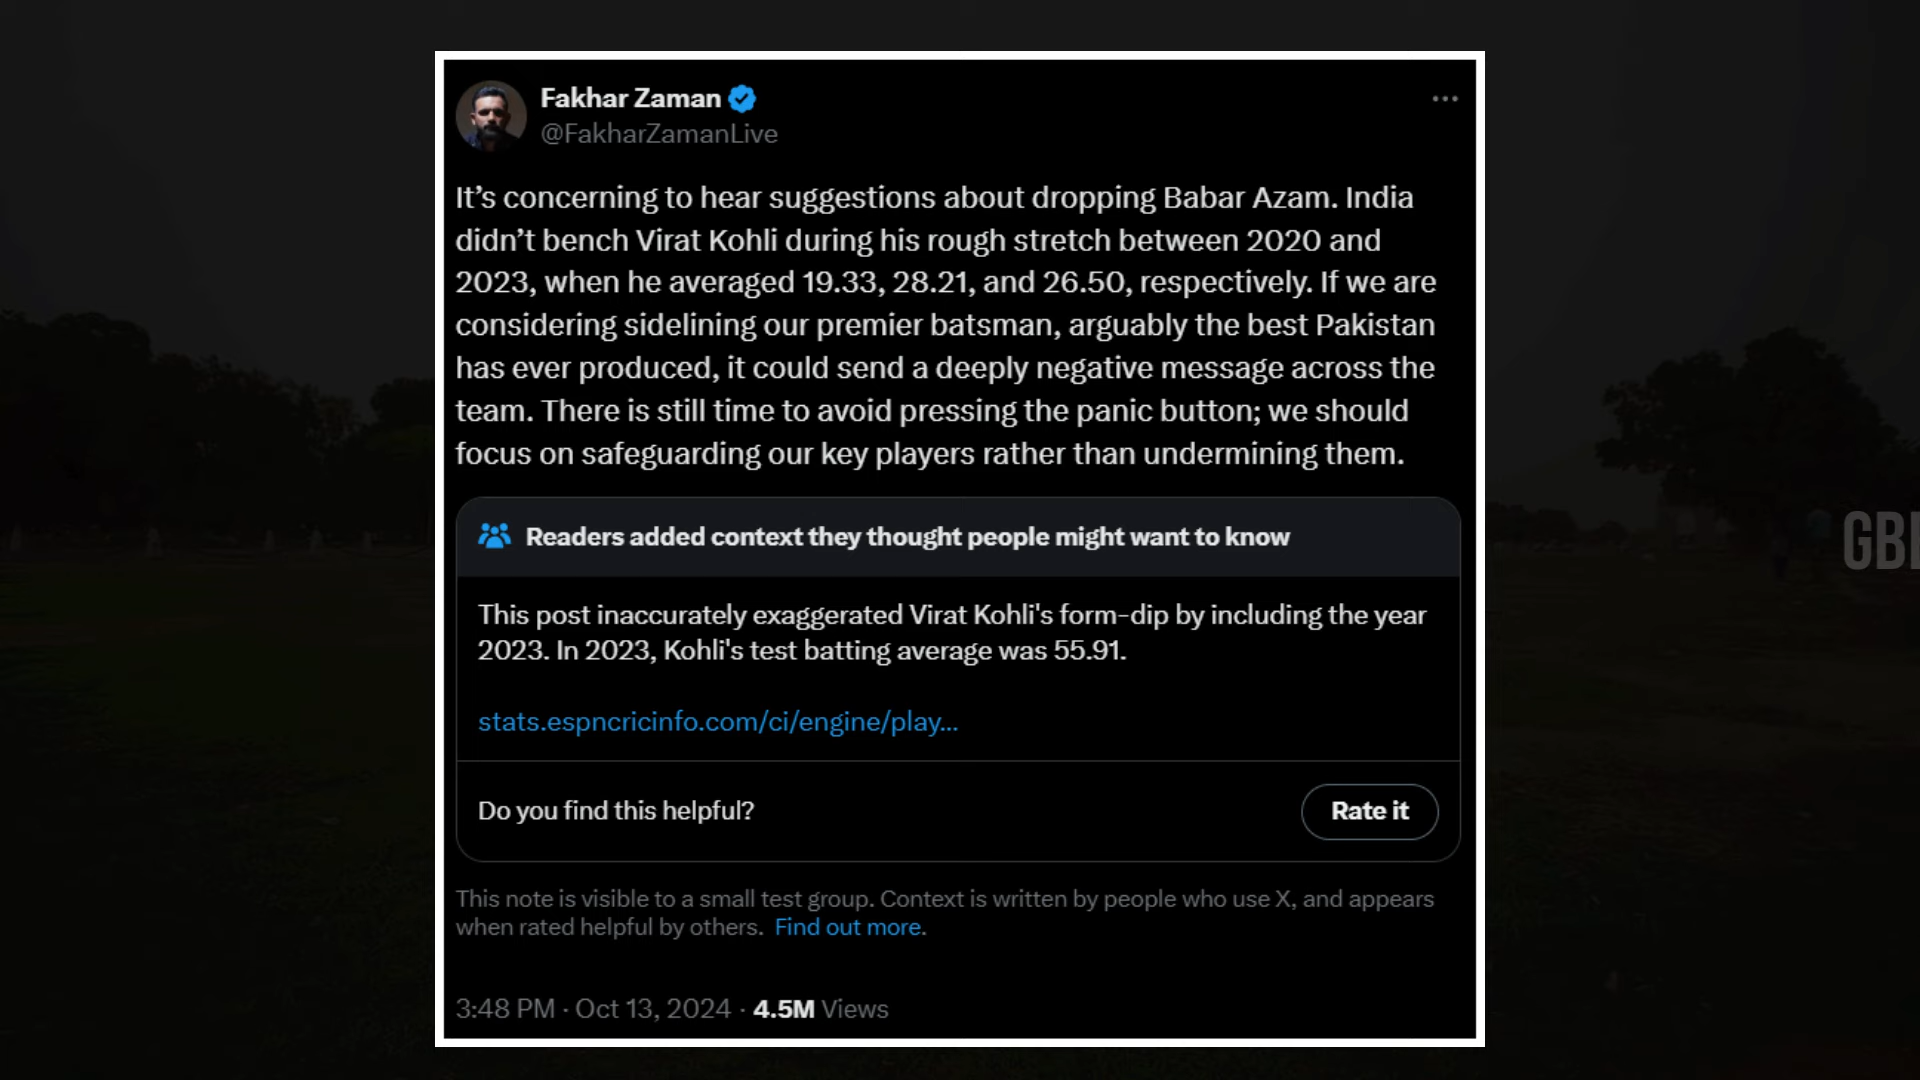 Fakhar Zaman
@FakharZamanLive
It’s concerning to hear suggestions about dropping Babar Azam. India
didn’t bench Virat Kohli during his rough stretch between 2020 and
2023, when he averaged 19.33, 28.21, and 26.50, respectively. If we are
considering sidelining our premier batsman, arguably the best Pakistan
has ever produced, it could send a deeply negative message across the
team. There is still time to avoid pressing the panic button; we should
focus on safeguarding our key players rather than undermining them.
Readers added context they thought people might want to know
This post inaccurately exaggerated Virat Kohli's form-dip by including the year
2023. In 2023, Kohli's test batting average was 55.91.
stats.espncricinfo.com/ci/engine/play...
Do you find this helpful?
Rate it
This note is visible to a small test group. Context is written by people who use X, and appears
when rated helpful by others. Find out more.
3:48 PM · Oct 13, 2024 · 4.5M Views